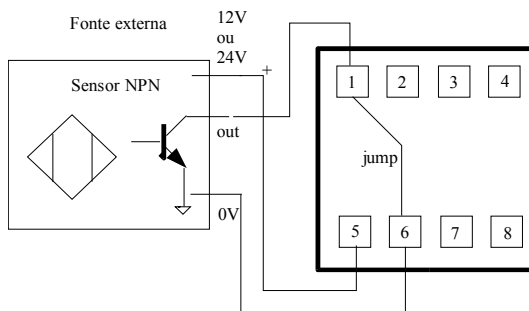 Fonte externa
12V
ou
24V
+
Sensor NPN
out
0V
1 2 3 4
jump
5 6 7 8